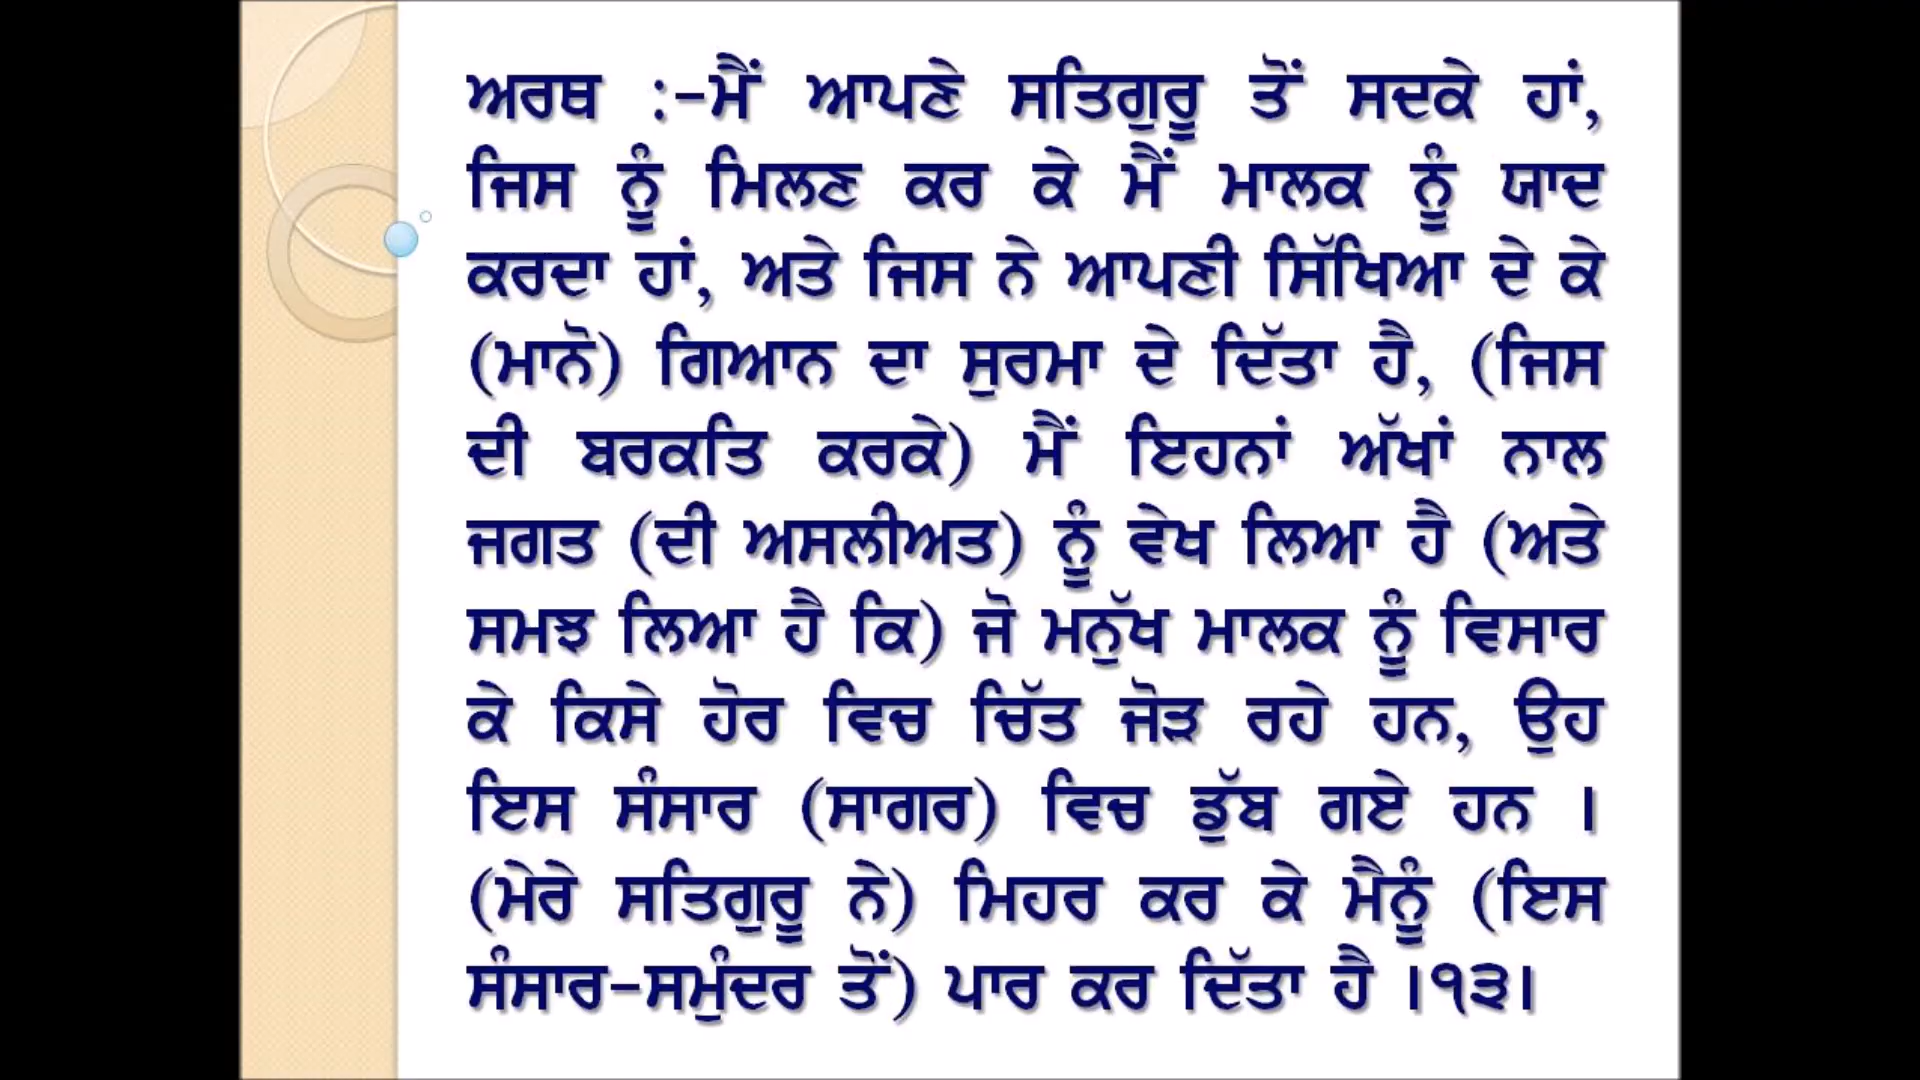 ਅਰਥ :-ਮੈਂ ਆਪਣੇ ਸਤਿਗੁਰੂ ਤੋਂ ਸਦਕੇ ਹਾਂ,
ਜਿਸ ਨੂੰ ਮਿਲਣ ਕਰ ਕੇ ਮੈਂ ਮਾਲਕ ਨੂੰ ਯਾਦ
ਕਰਦਾ ਹਾਂ, ਅਤੇ ਜਿਸ ਨੇ ਆਪਣੀ ਸਿੱਖਿਆ ਦੇ ਕੇ
(ਮਾਨੋ) ਗਿਆਨ ਦਾ ਸੁਰਮਾ ਦੇ ਦਿੱਤਾ ਹੈ, (ਜਿਸ
ਦੀ ਬਰਕਤਿ ਕਰਕੇ) ਮੈਂ ਇਹਨਾਂ ਅੱਖਾਂ ਨਾਲ
ਜਗਤ (ਦੀ ਅਸਲੀਅਤ) ਨੂੰ ਵੇਖ ਲਿਆ ਹੈ (ਅਤੇ
ਸਮਝ ਲਿਆ ਹੈ ਕਿ) ਜੋ ਮਨੁੱਖ ਮਾਲਕ ਨੂੰ ਵਿਸਾਰ
ਕੇ ਕਿਸੇ ਹੋਰ ਵਿਚ ਚਿੱਤ ਜੋੜ ਰਹੇ ਹਨ, ਉਹ
ਇਸ ਸੰਸਾਰ (ਸਾਗਰ) ਵਿਚ ਡੁੱਬ ਗਏ ਹਨ ।
(ਮੇਰੇ ਸਤਿਗੁਰੂ ਨੇ) ਮਿਹਰ ਕਰ ਕੇ ਮੈਨੂੰ (ਇਸ
ਸੰਸਾਰ-ਸਮੁੰਦਰ ਤੋਂ) ਪਾਰ ਕਰ ਦਿੱਤਾ ਹੈ ।੧੩।